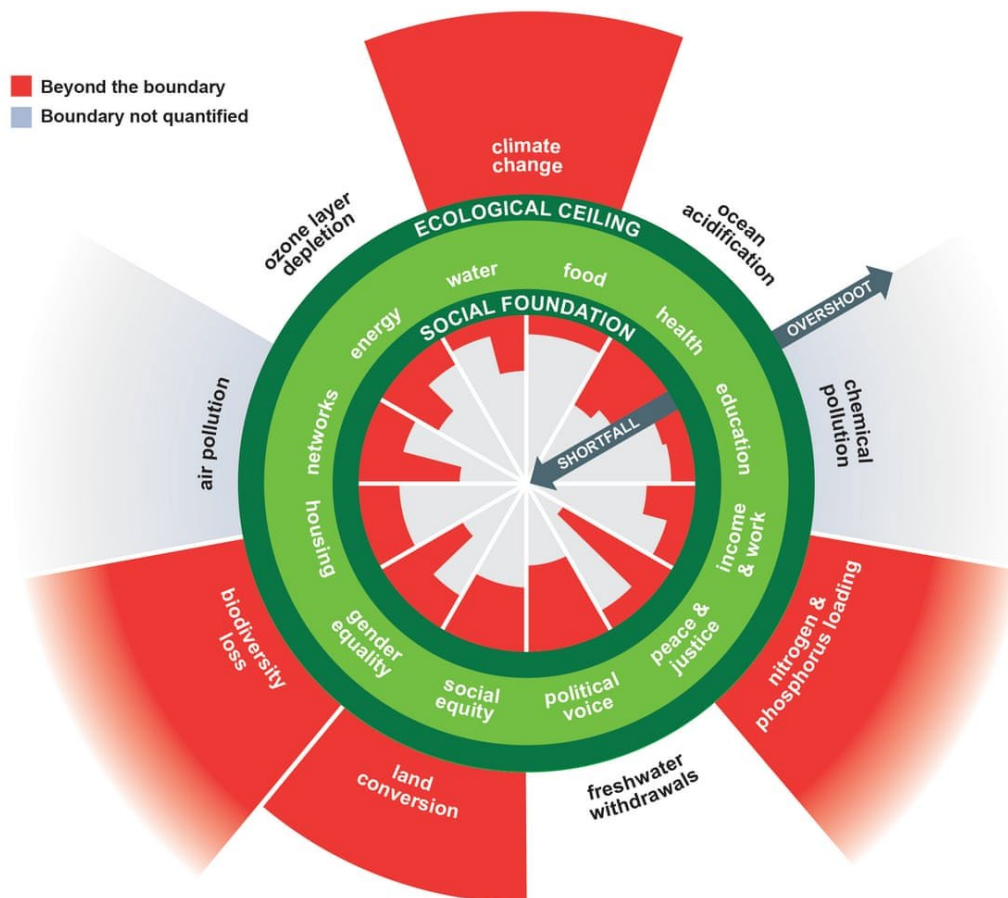 Beyond the boundary
Boundary not quantified
climate
change
ozone layer
depletion
ocean
acidification
ECOLOGICAL CEILING
OVERSHOOT
water
food
energy
health
SOCIAL FOUNDATION
networks
education
SHORTFALL
air pollution
chemical
pollution
housing
income
& work
biodiversity
loss
gender
equality
peace &
justice
nitrogen &
phosphorus loading
social
equity
political
voice
land
conversion
freshwater
withdrawals